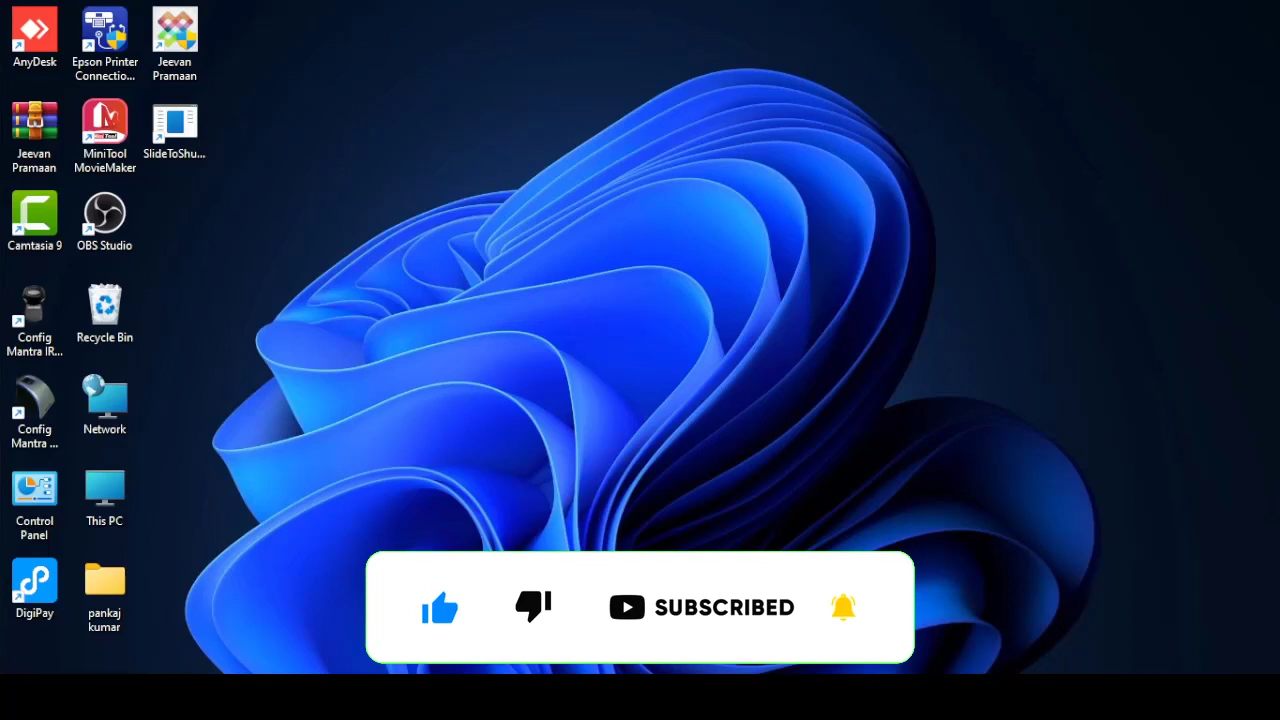 AnyDesk
Epson Printer
Connectio...
Jeevan
Pramaan
Jeevan
Pramaan
MiniTool
MovieMaker
SlideToShu...
Camtasia 9
OBS Studio
Config
Mantra IR...
Recycle Bin
Config
Mantra ...
Network
Control
Panel
This PC
DigiPay
pankaj
kumar
SUBSCRIBED